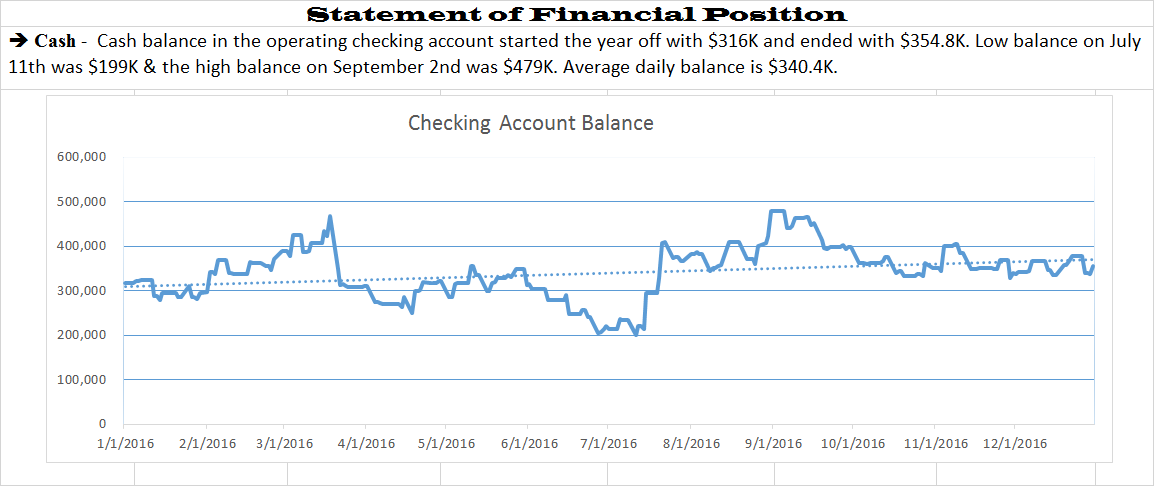 Statement of Financial Position
➔ Cash - Cash balance in the operating checking account started the year off with $316K and ended with $354.8K. Low balance on July
11th was $199K & the high balance on September 2nd was $479K. Average daily balance is $340.4K.
Checking Account Balance
600,000
500,000
400,000
300,000
200,000
100,000
0
1/1/2016 2/1/2016 3/1/2016 4/1/2016 5/1/2016 6/1/2016 7/1/2016 8/1/2016 9/1/2016 10/1/2016 11/1/2016 12/1/2016